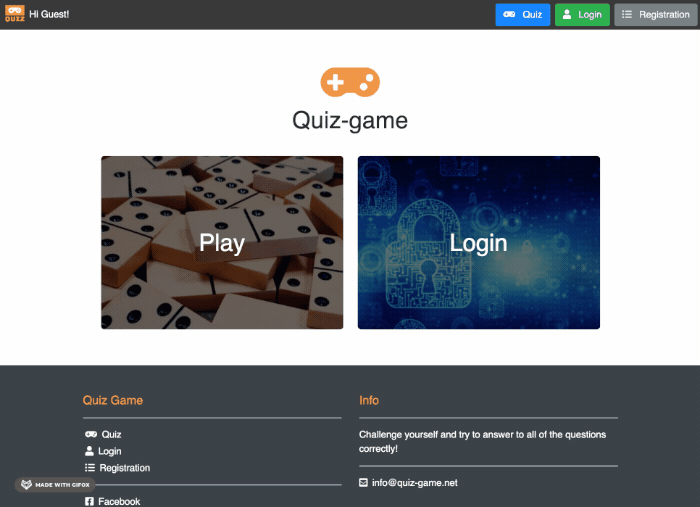 QUIZZ
Hi Guest!
Quiz
Login
Registration
Quiz-game
Play
Login
Quiz Game
Quiz
Login
Registration
Facebook
Info
Challenge yourself and try to answer to all of the questions
correctly!
info@quiz-game.net
MADE WITH GIFOX